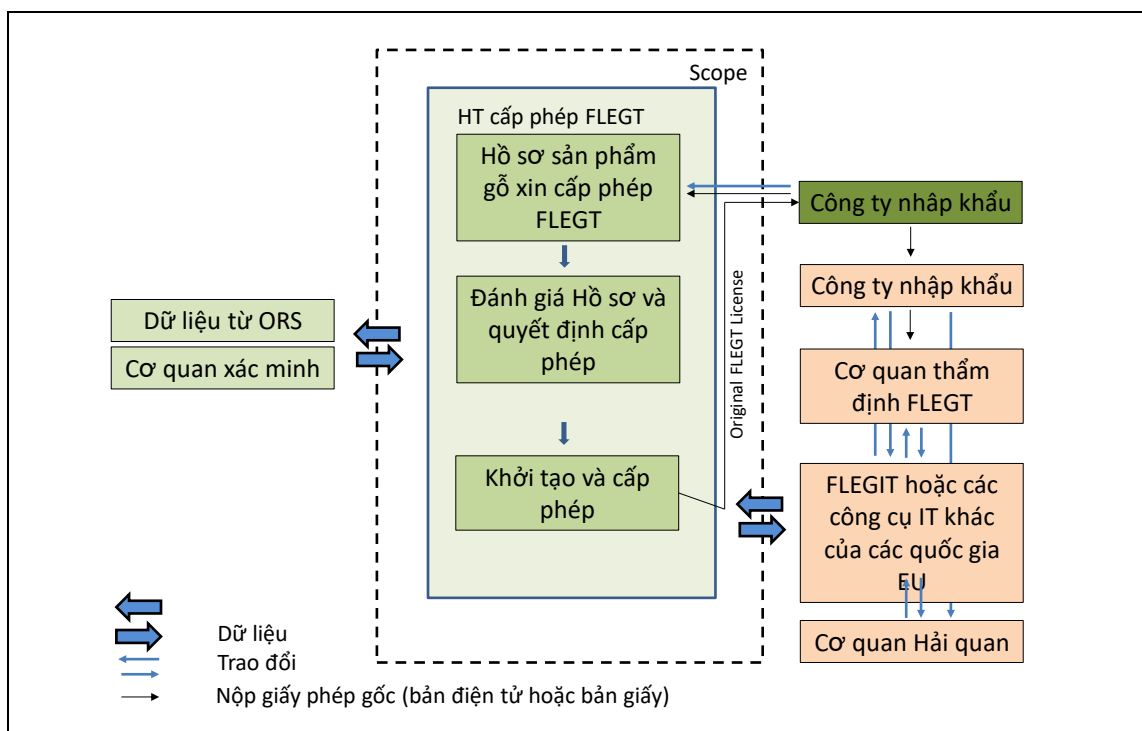 Scope
HT cấp phép FLEGT
Hồ sơ sản phẩm
gỗ xin cấp phép
FLEGT
Đánh giá Hồ sơ và
quyết định cấp
phép
Khởi tạo và cấp
phép
Dữ liệu từ ORS
Cơ quan xác minh
Original FLEGT License
Công ty nhâp khẩu
Công ty nhập khẩu
Cơ quan thẩm
định FLEGT
FLEGIT hoặc các
công cụ IT khác
của các quốc gia
EU
Cơ quan Hải quan
Dữ liệu
Trao đổi
Nộp giấy phép gốc (bản điện tử hoặc bản giấy)